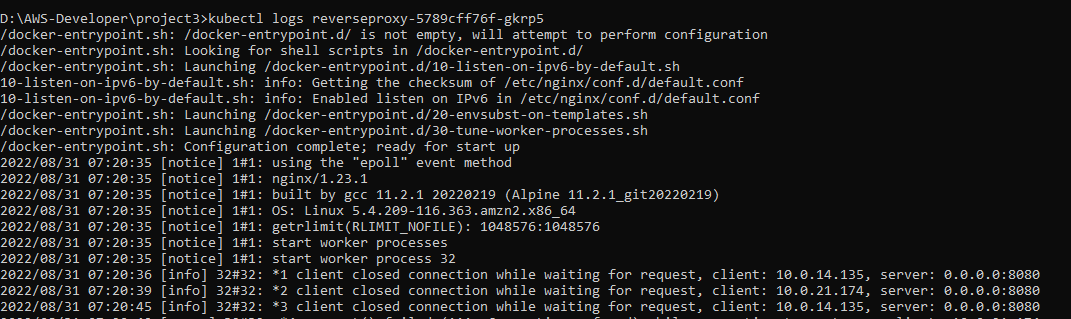 D:\AWS-Developer\project3>kubectl logs reverseproxy-5789cff76f-gkrp5
/docker-entrypoint.sh: /docker-entrypoint.d/ is not empty, will attempt to perform configuration
/docker-entrypoint.sh: Looking for shell scripts in /docker-entrypoint.d/
/docker-entrypoint.sh: Launching /docker-entrypoint.d/10-listen-on-ipv6-by-default.sh
10-listen-on-ipv6-by-default.sh: info: Getting the checksum of /etc/nginx/conf.d/default.conf
10-listen-on-ipv6-by-default.sh: info: Enabled listen on IPv6 in /etc/nginx/conf.d/default.conf
/docker-entrypoint.sh: Launching /docker-entrypoint.d/20-envsubst-on-templates.sh
/docker-entrypoint.sh: Launching /docker-entrypoint.d/30-tune-worker-processes.sh
/docker-entrypoint.sh: Configuration complete; ready for start up
2022/08/31 07:20:35 [notice] 1#1: using the "epoll" event method
2022/08/31 07:20:35 [notice] 1#1: nginx/1.23.1
2022/08/31 07:20:35 [notice] 1#1: built by gcc 11.2.1 20220219 (Alpine 11.2.1_git20220219)
2022/08/31 07:20:35 [notice] 1#1: OS: Linux 5.4.209-116.363.amzn2.x86_64
2022/08/31 07:20:35 [notice] 1#1: getrlimit(RLIMIT_NOFILE): 1048576:1048576
2022/08/31 07:20:35 [notice] 1#1: start worker processes
2022/08/31 07:20:35 [notice] 1#1: start worker process 32
2022/08/31 07:20:36 [info] 32#32: *1 client closed connection while waiting for request, client: 10.0.14.135, server: 0.0.0.0:8080
2022/08/31 07:20:39 [info] 32#32: *2 client closed connection while waiting for request, client: 10.0.21.174, server: 0.0.0.0:8080
2022/08/31 07:20:45 [info] 32#32: *3 client closed connection while waiting for request, client: 10.0.14.135, server: 0.0.0.0:8080